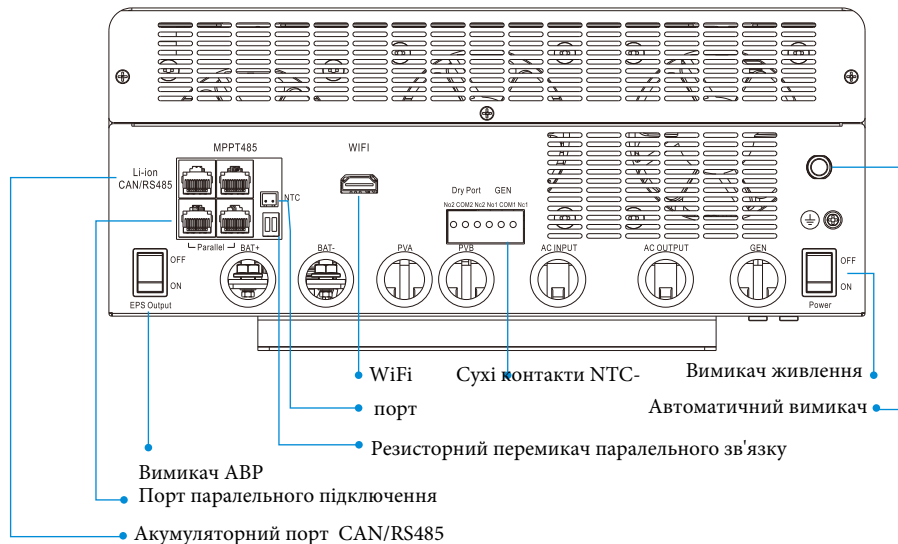 MPPT485
WIFI
Li-ion
CAN/RS485
NTC
Dry Port GEN
No2 COM2 Nc2 No1 COM1 Nc1
Parallel
OFF
ON
EPS Output
BAT+
BAT-
PVA
PVB
AC INPUT
AC OUTPUT
GEN
OFF
ON
Power
WiFi
Сухі контакти NTC-
Вимикач живлення
порт
Автоматичний вимикач
Резисторний перемикач паралельного зв'язку
Вимикач АВР
Порт паралельного підключення
Акумуляторний порт CAN/RS485